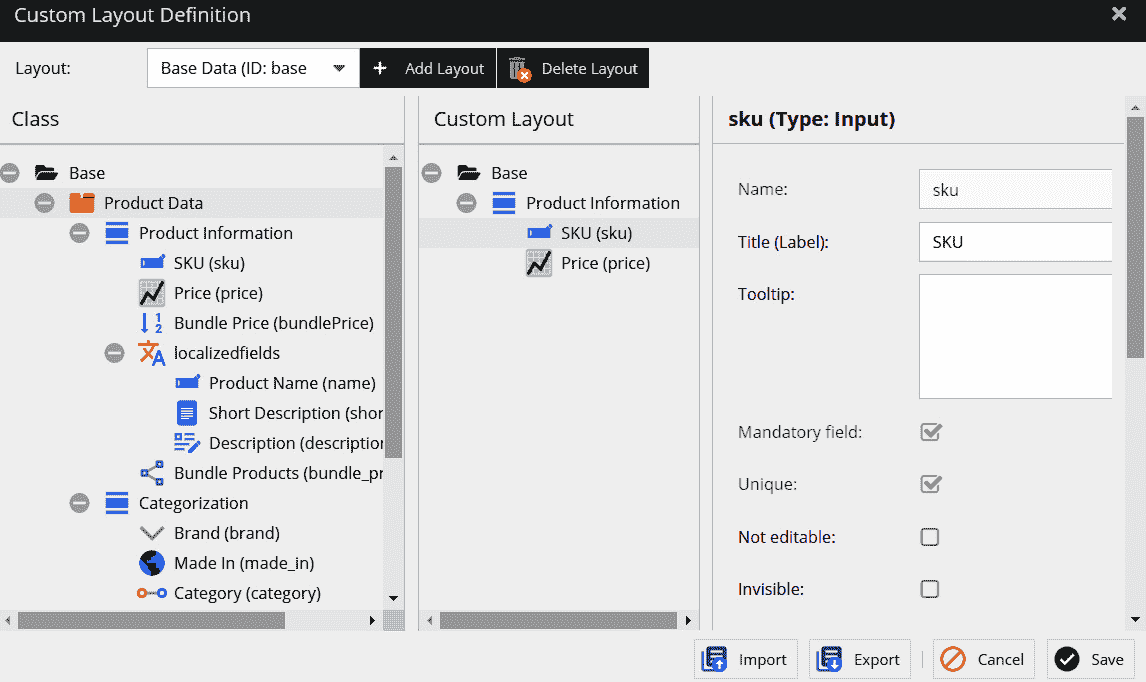 Custom Layout Definition
Layout:
Base Data (ID: base
Add Layout
Delete Layout
Class
Base
Product Data
Product Information
SKU (sku)
Price (price)
Bundle Price (bundlePrice)
localizedfields
Product Name (name)
Short Description (shor
Description (description
Bundle Products (bundle_pr
Categorization
Brand (brand)
Made In (made_in)
Category (category)
Custom Layout
Base
Product Information
SKU (sku)
Price (price)
sku (Type: Input)
Name: sku
Title (Label): SKU
Tooltip:
Mandatory field:
Unique:
Not editable:
Invisible:
Import
Export
Cancel
Save